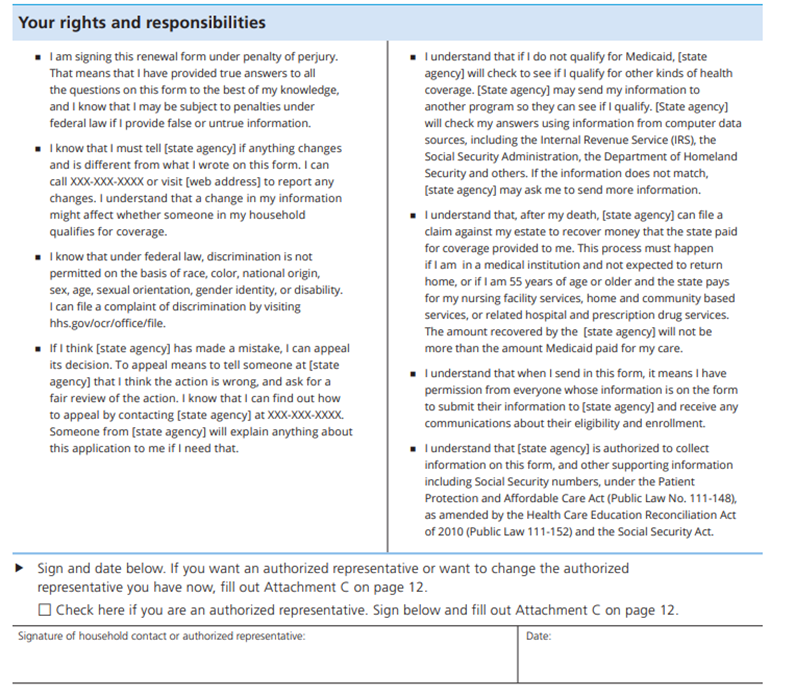 Your rights and responsibilities
▪ I am signing this renewal form under penalty of perjury.
That means that I have provided true answers to all
the questions on this form to the best of my knowledge,
and I know that I may be subject to penalties under
federal law if I provide false or untrue information.
▪ I know that I must tell [state agency] if anything changes
and is different from what I wrote on this form. I can
call XXX-XXX-XXXX or visit [web address] to report any
changes. I understand that a change in my information
might affect whether someone in my household
qualifies for coverage.
▪ I know that under federal law, discrimination is not
permitted on the basis of race, color, national origin,
sex, age, sexual orientation, gender identity, or disability.
I can file a complaint of discrimination by visiting
hhs.gov/ocr/office/file.
▪ If I think [state agency] has made a mistake, I can appeal
its decision. To appeal means to tell someone at [state
agency] that I think the action is wrong, and ask for a
fair review of the action. I know that I can find out how
to appeal by contacting [state agency] at XXX-XXX-XXXX.
Someone from [state agency] will explain anything about
this application to me if I need that.
▪ I understand that if I do not qualify for Medicaid, [state
agency] will check to see if I qualify for other kinds of health
coverage. [State agency] may send my information to
another program so they can see if I qualify. [State agency]
will check my answers using information from computer data
sources, including the Internal Revenue Service (IRS), the
Social Security Administration, the Department of Homeland
Security and others. If the information does not match,
[state agency] may ask me to send more information.
▪ I understand that, after my death, [state agency] can file a
claim against my estate to recover money that the state paid
for coverage provided to me. This process must happen
if I am in a medical institution and not expected to return
home, or if I am 55 years of age or older and the state pays
for my nursing facility services, home and community based
services, or related hospital and prescription drug services.
The amount recovered by the [state agency] will not be
more than the amount Medicaid paid for my care.
▪ I understand that when I send in this form, it means I have
permission from everyone whose information is on the form
to submit their information to [state agency] and receive any
communications about their eligibility and enrollment.
▪ I understand that [state agency] is authorized to collect
information on this form, and other supporting information
including Social Security numbers, under the Patient
Protection and Affordable Care Act (Public Law No. 111-148),
as amended by the Health Care Education Reconciliation Act
of 2010 (Public Law 111-152) and the Social Security Act.
▶ Sign and date below. If you want an authorized representative or want to change the authorized
representative you have now, fill out Attachment C on page 12.
☐ Check here if you are an authorized representative. Sign below and fill out Attachment C on page 12.
Signature of household contact or authorized representative:
Date: